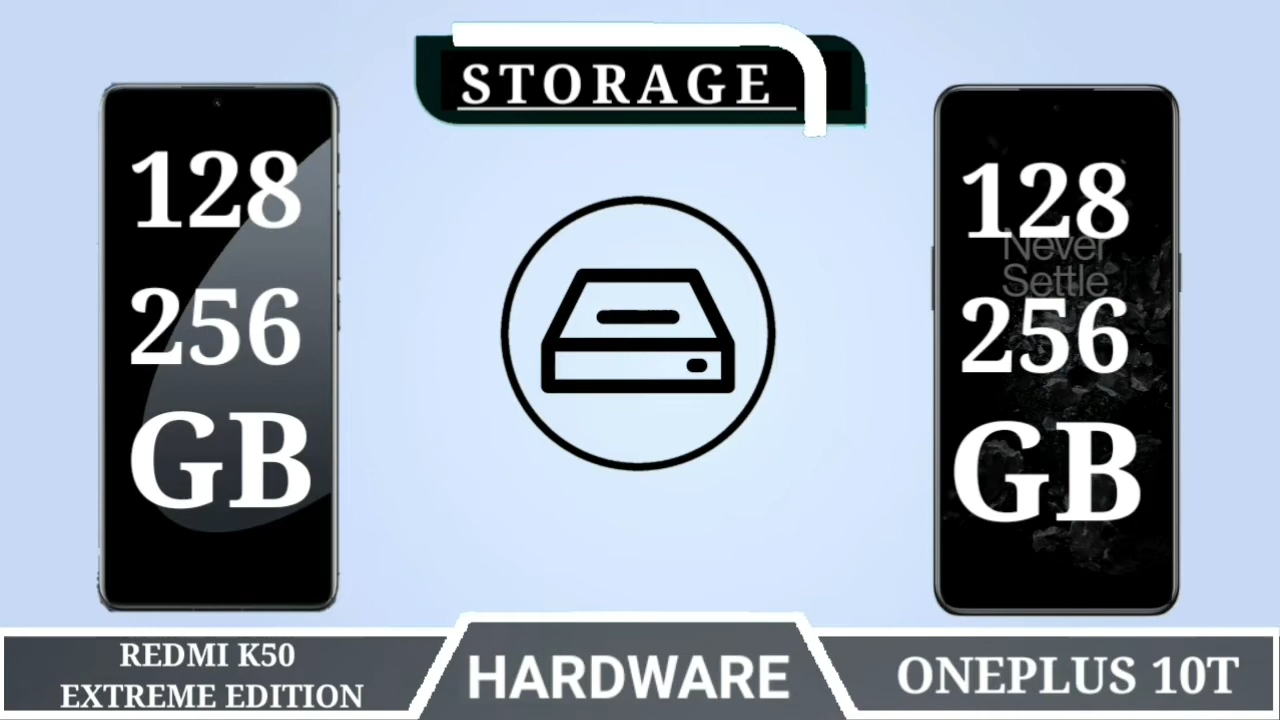 STORAGE
128
256
GB
128
Never
Settle
256
GB
REDMI K50
EXTREME EDITION
HARDWARE
ONEPLUS 10T